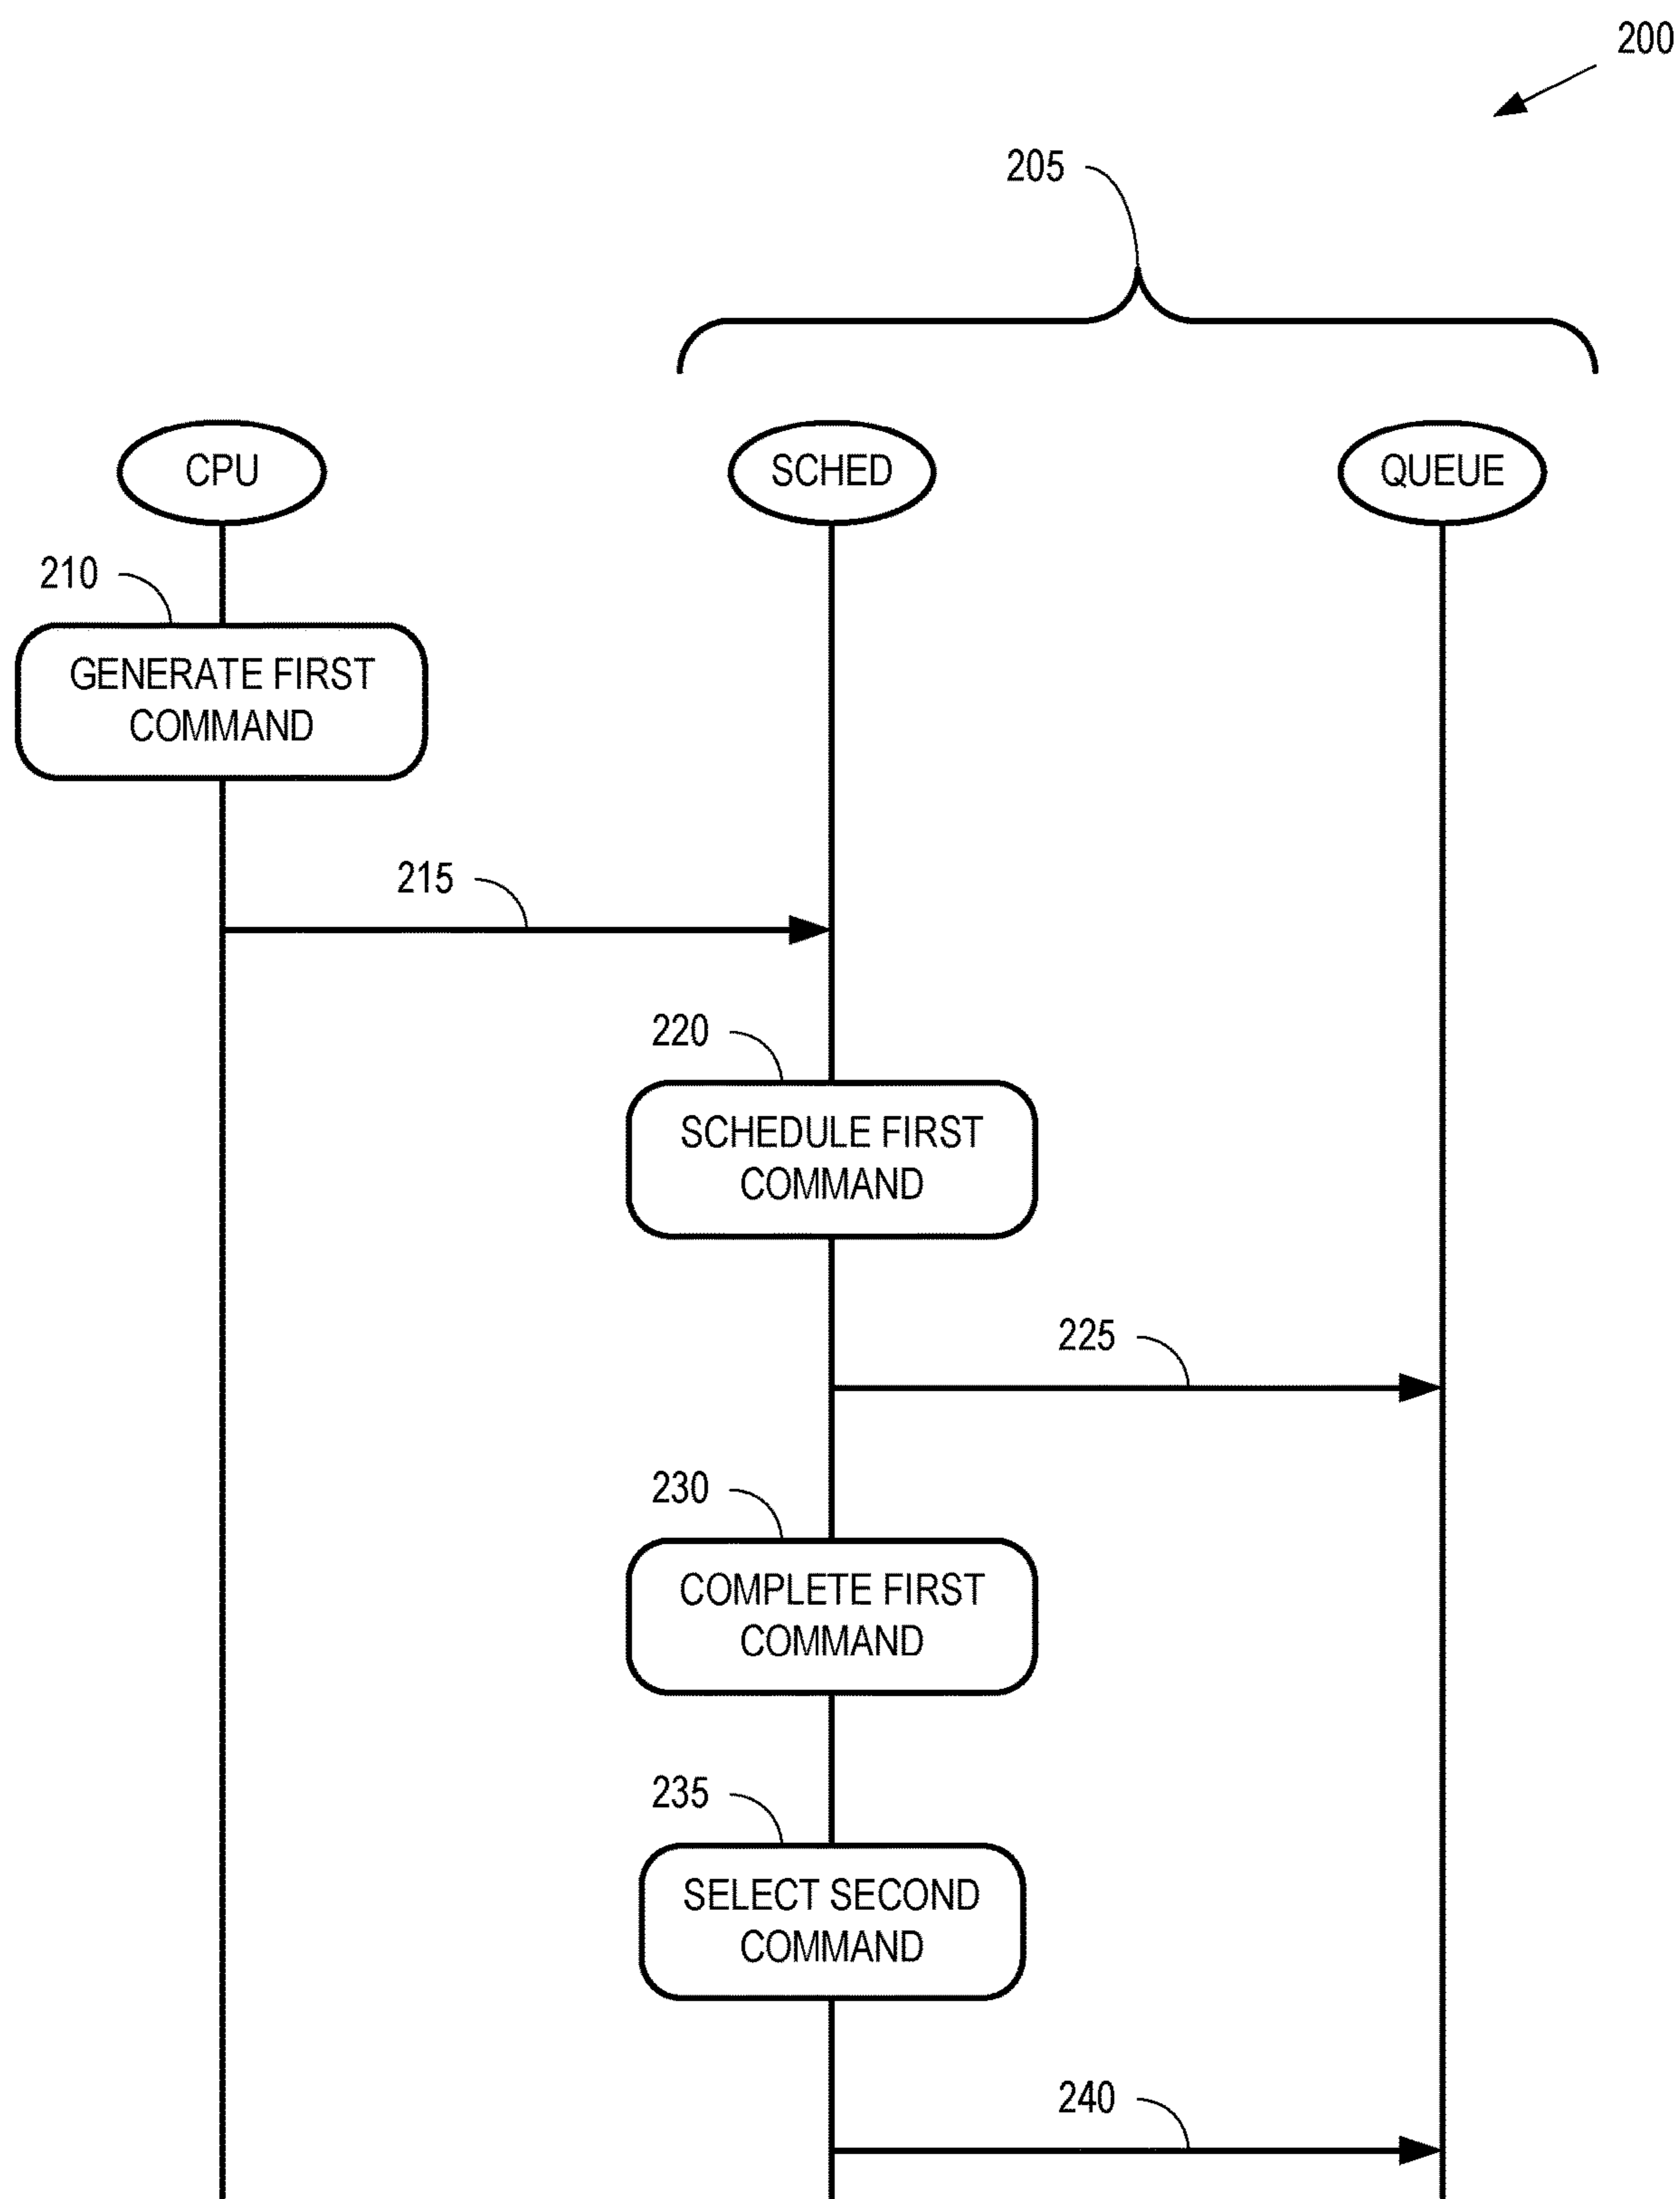 200
205
CPU
SCHED
QUEUE
210
GENERATE FIRST
COMMAND
215
220
SCHEDULE FIRST
COMMAND
225
230
COMPLETE FIRST
COMMAND
235
SELECT SECOND
COMMAND
240